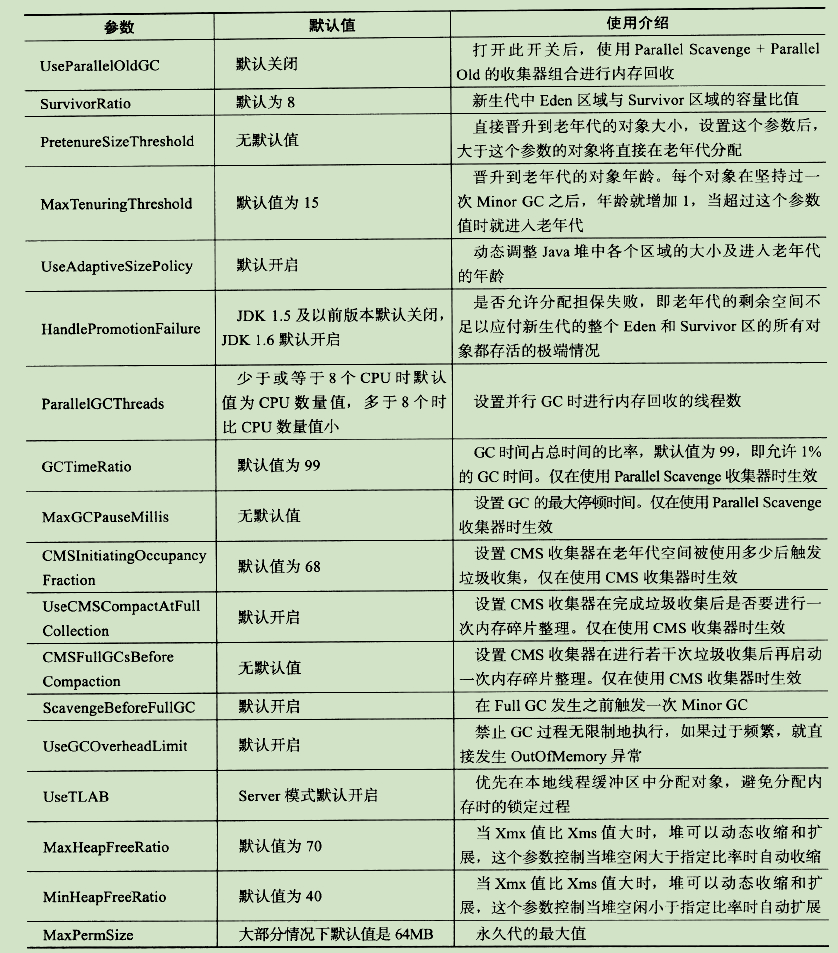 参数 默认值 使用介绍
UseParallelOldGC 默认关闭 打开此开关后，使用 Parallel Scavenge + Parallel
Old 的收集器组合进行内存回收
SurvivorRatio 默认为 8 新生代中 Eden 区域与 Survivor 区域的容量比值
PretenureSizeThreshold 无默认值 直接晋升到老年代的对象大小，设置这个参数后，
大于这个参数的对象将直接在老年代分配
MaxTenuringThreshold 默认值为 15 晋升到老年代的对象年龄。每个对象在坚持过一
次 Minor GC 之后，年龄就增加 1，当超过这个参数
值时就进入老年代
UseAdaptiveSizePolicy 默认开启 动态调整 Java 堆中各个区域的大小及进入老年代
的年龄
HandlePromotionFailure JDK 1.5 及以前版本默认关闭，
JDK 1.6 默认开启
是否允许分配担保失败，即老年代的剩余空间不
足以应付新生代的整个 Eden 和 Survivor 区的所有对
象都存活的极端情况
ParallelGCThreads 少于或等于 8 个 CPU 时默认
值为 CPU 数量值，多于 8 个时
比 CPU 数量值小
设置并行 GC 时进行内存回收的线程数
GCTimeRatio 默认值为 99 GC 时间占总时间的比率，默认值为 99，即允许 1%
的 GC 时间。仅在使用 Parallel Scavenge 收集器时生效
MaxGCPauseMillis 无默认值 设置 GC 的最大停顿时间。仅在使用 Parallel Scavenge
收集器时生效
CMSInitiatingOccupancy
Fraction
默认值为 68 设置 CMS 收集器在老年代空间被使用多少后触发
垃圾收集，仅在使用 CMS 收集器时生效
UseCMSCompactAtFull
Collection
默认开启 设置 CMS 收集器在完成垃圾收集后是否要进行一
次内存碎片整理。仅在使用 CMS 收集器时生效
CMSFullGCsBefore
Compaction
无默认值 设置 CMS 收集器在进行若干次垃圾收集后再启动
一次内存碎片整理。仅在使用 CMS 收集器时生效
ScavengeBeforeFullGC 默认开启 在 Full GC 发生之前触发一次 Minor GC
UseGCOverheadLimit 默认开启 禁止 GC 过程无限制地执行，如果过于频繁，就直
接发生 OutOfMemory 异常
UseTLAB Server 模式默认开启 优先在本地线程缓冲区中分配对象，避免分配内
存时的锁定过程
MaxHeapFreeRatio 默认值为 70 当 Xmx 值比 Xms 值大时，堆可以动态收缩和扩
展，这个参数控制当堆空闲大于指定比率时自动收缩
MinHeapFreeRatio 默认值为 40 当 Xmx 值比 Xms 值大时，堆可以动态收缩和扩
展，这个参数控制当堆空闲小于指定比率时自动扩展
MaxPermSize 大部分情况下默认值是 64MB 永久代的最大值